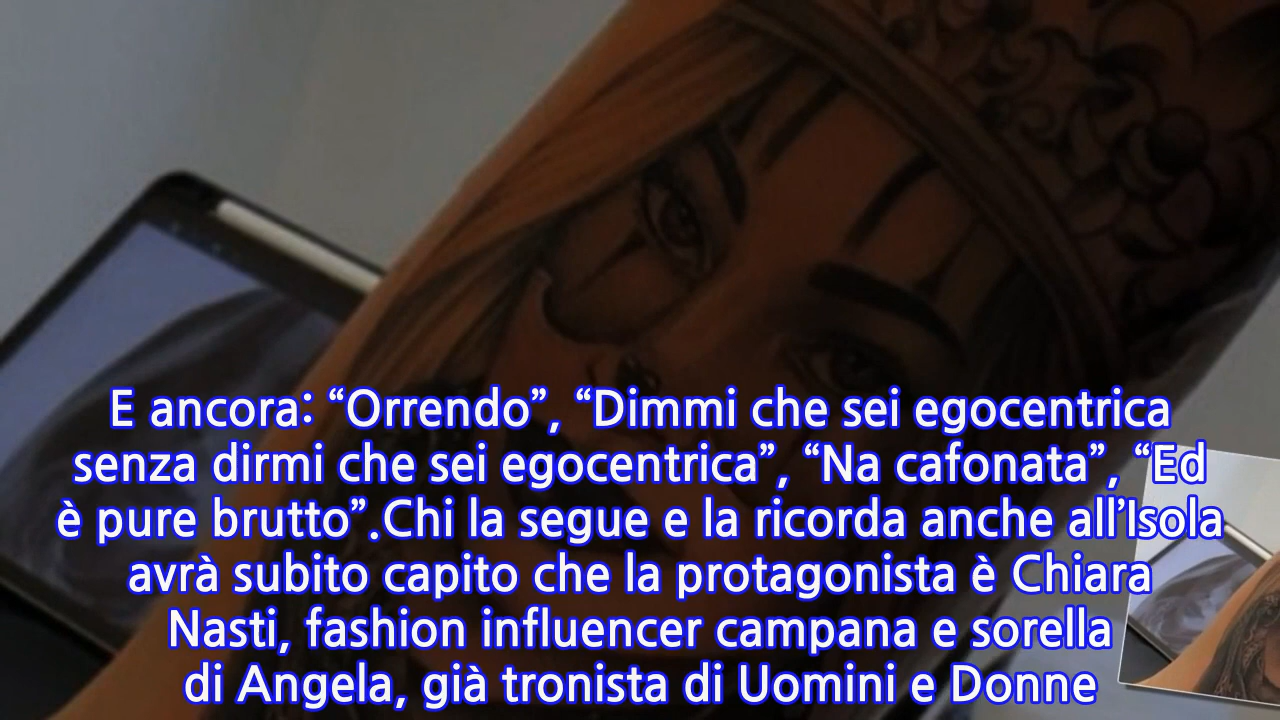 E ancora: “Orrendo”, “Dimmi che sei egocentrica
senza dirmi che sei egocentrica”, “Na cafonata”, “Ed
è pure brutto”.Chi la segue e la ricorda anche all’Isola
avrà subito capito che la protagonista è Chiara
Nasti, fashion influencer campana e sorella
di Angela, già tronista di Uomini e Donne